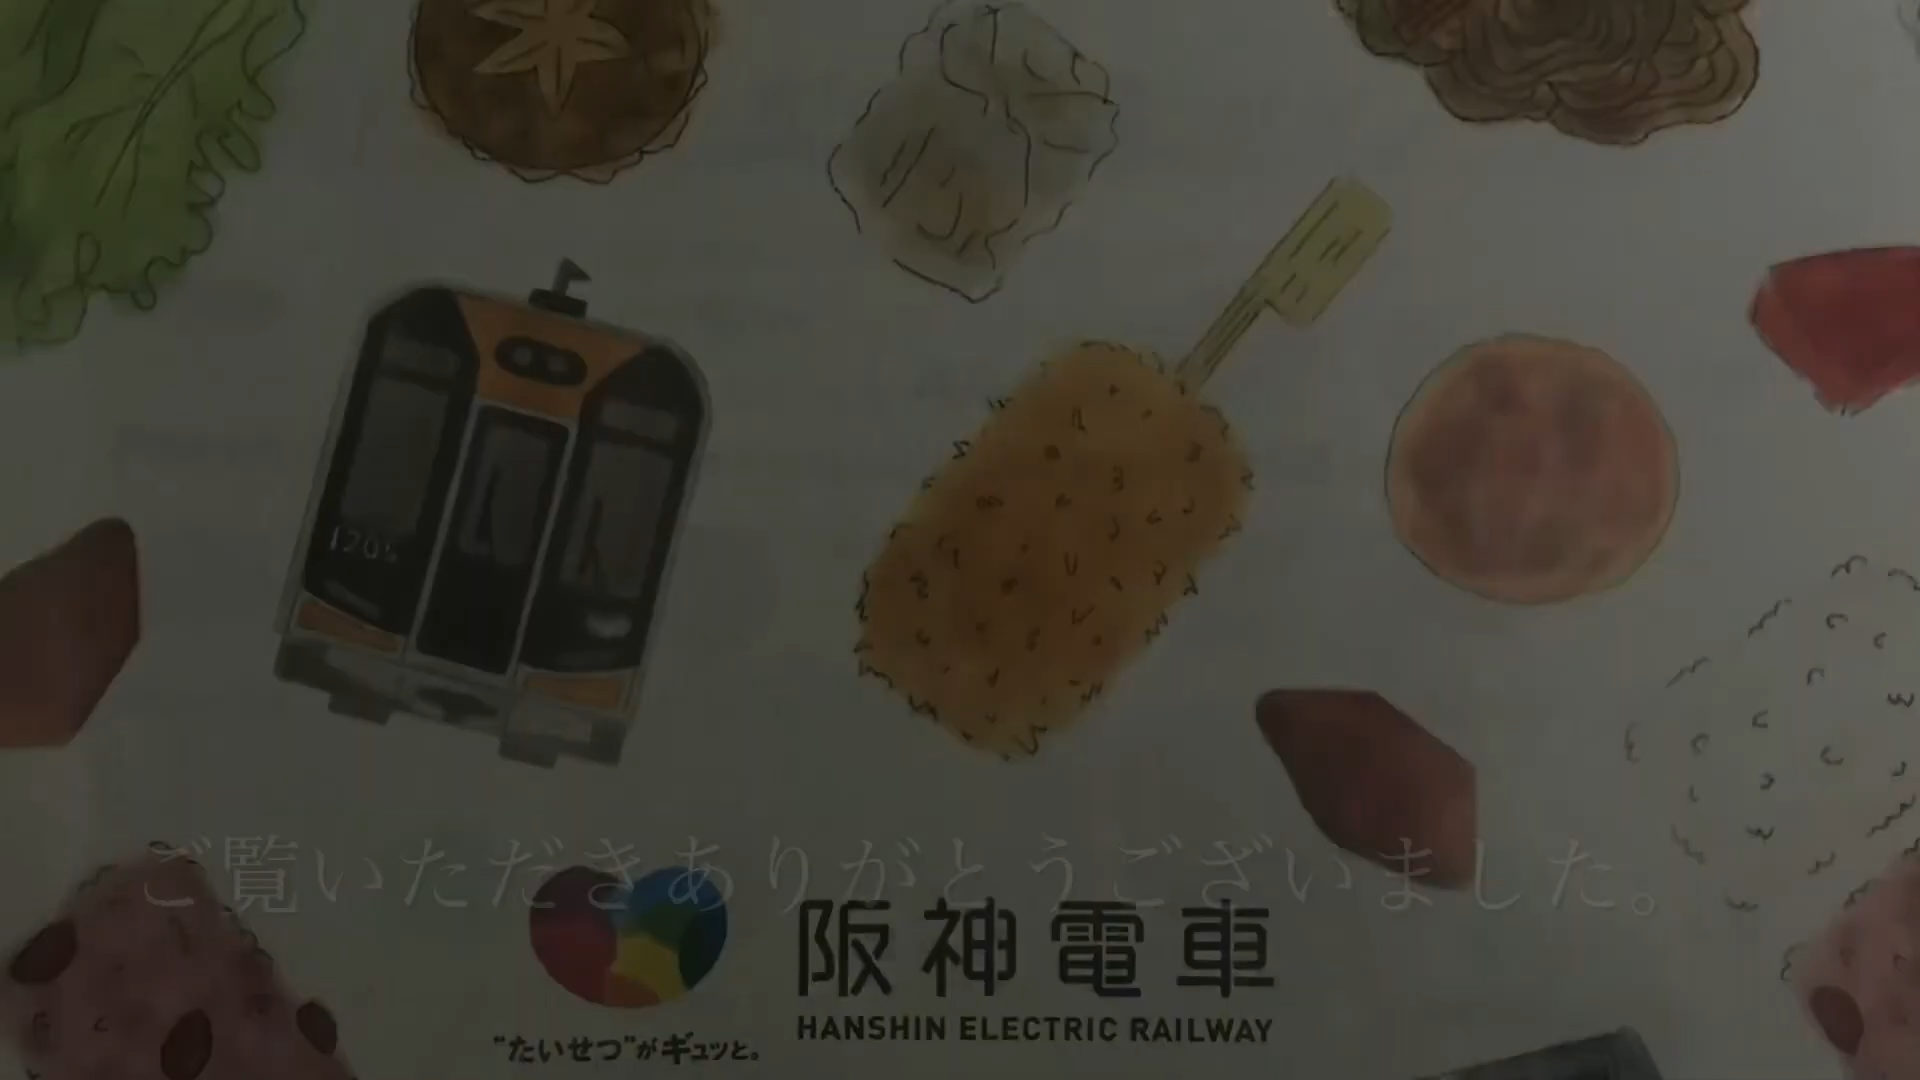 1205
ご覧いただきありがとうございました。
阪神電車
HANSHIN ELECTRIC RAILWAY
"たいせつ"がギュッと。